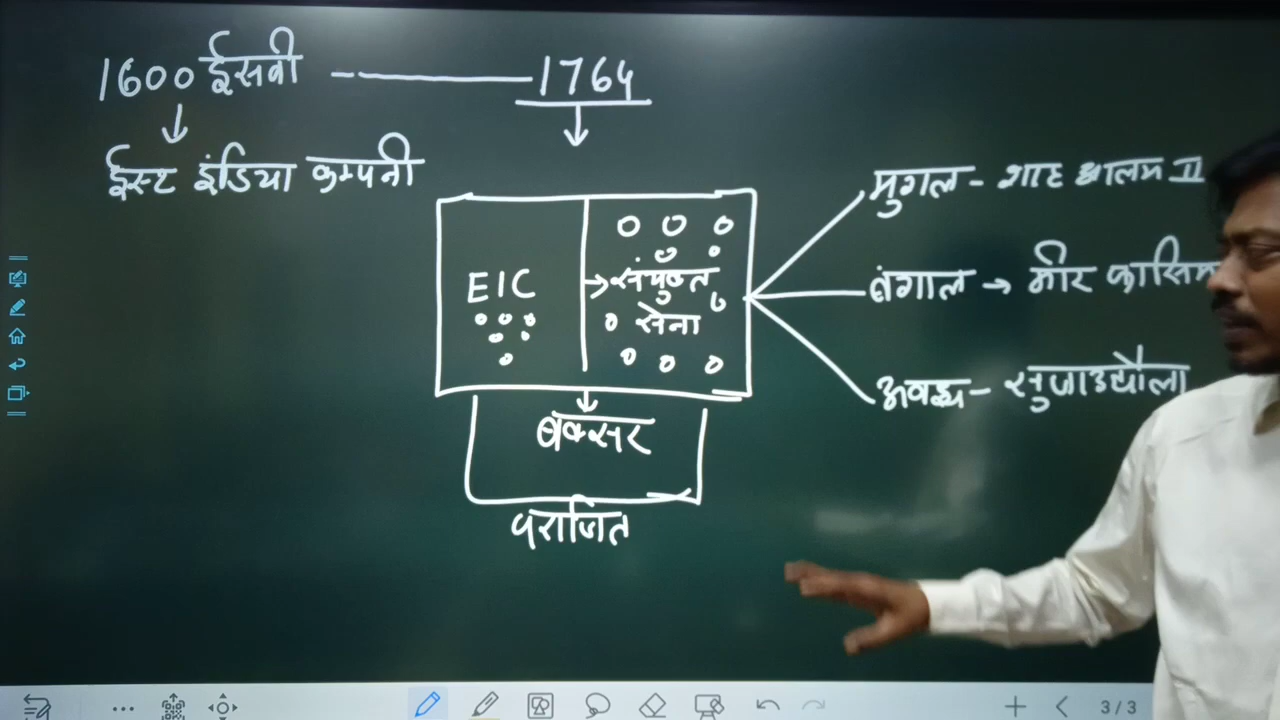 1600 ईसवी -- 1764
ईस्ट इंडिया कम्पनी
मुगल - शाह आलम II
EIC
संयुक्त
सेना
बंगाल → मीर कासिम
अवध - सुजाउद्यौला
बक्सर
पराजित
3/3